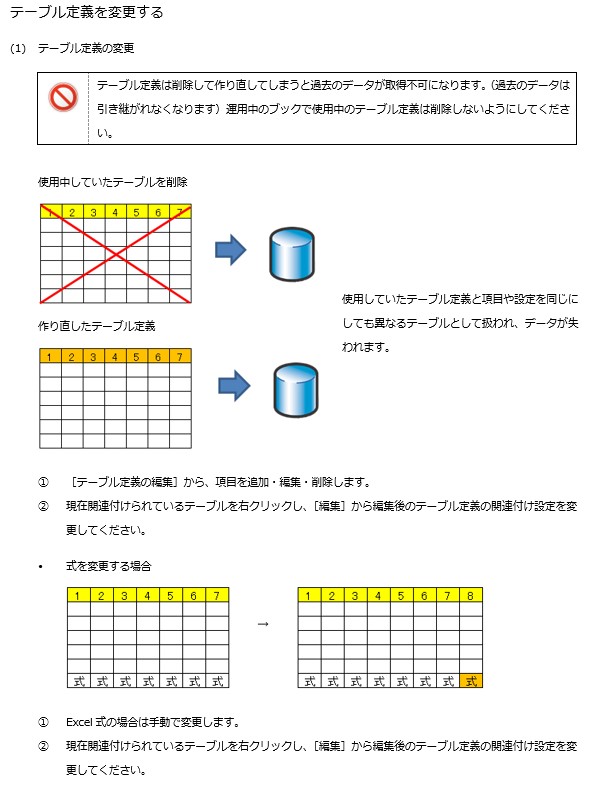 テーブル定義を変更する
(1) テーブル定義の変更
テーブル定義は削除して作り直してしまうと過去のデータが取得不可になります。（過去のデータは
引き継がれなくなります）運用中のブックで使用中のテーブル定義は削除しないようにしてくださ
い。
使用中していたテーブルを削除
1 2 3 4 5 6 7
使用していたテーブル定義と項目や設定を同じに
しても異なるテーブルとして扱われ、データが失
われます。
作り直したテーブル定義
1 2 3 4 5 6 7
① ［テーブル定義の編集］から、項目を追加・編集・削除します。
② 現在関連付けられているテーブルを右クリックし、［編集］から編集後のテーブル定義の関連付け設定を変
更してください。
• 式を変更する場合
1 2 3 4 5 6 7 → 1 2 3 4 5 6 7 8
式 式 式 式 式 式 式 式 式 式 式 式 式 式 式
① Excel 式の場合は手動で変更します。
② 現在関連付けられているテーブルを右クリックし、［編集］から編集後のテーブル定義の関連付け設定を変
更してください。